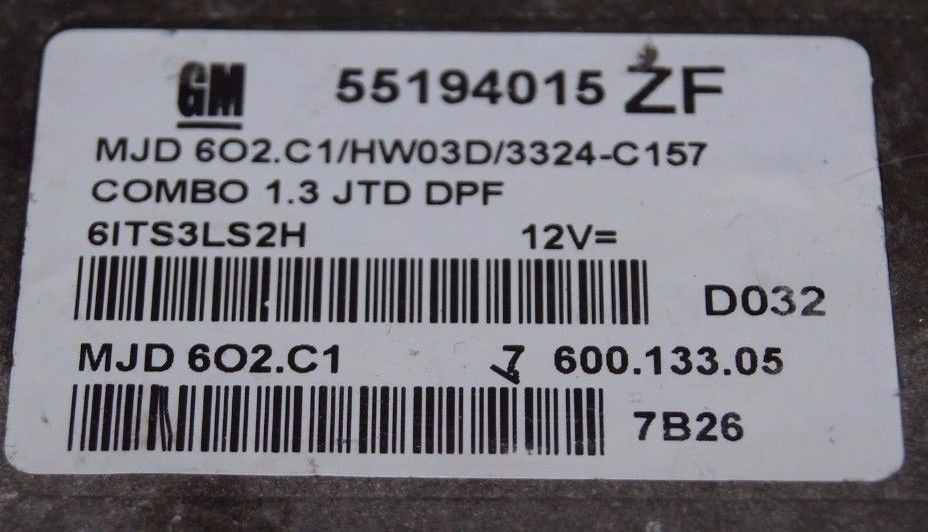 GM 55194015 ZF
MJD 6O2.C1/HW03D/3324-C157
COMBO 1.3 JTD DPF
6ITS3LS2H 12V=
D032
MJD 6O2.C1 7 600.133.05
7B26